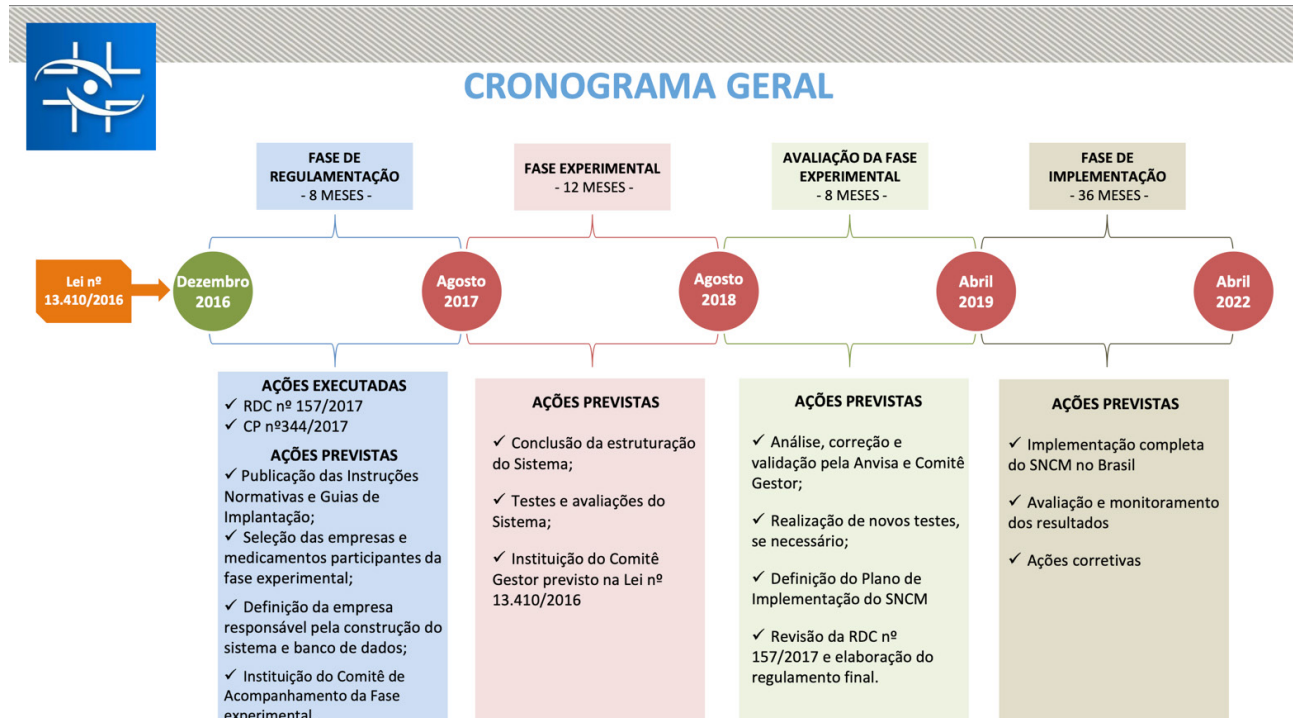 CRONOGRAMA GERAL
FASE DE
REGULAMENTAÇÃO
- 8 MESES -
FASE EXPERIMENTAL
- 12 MESES -
AVALIAÇÃO DA FASE
EXPERIMENTAL
- 8 MESES -
FASE DE
IMPLEMENTAÇÃO
- 36 MESES -
Lei nº
13.410/2016
Dezembro
2016
Agosto
2017
Agosto
2018
Abril
2019
Abril
2022
AÇÕES EXECUTADAS
✓ RDC nº 157/2017
✓ CP nº344/2017
AÇÕES PREVISTAS
✓ Publicação das Instruções
Normativas e Guias de
Implantação;
✓ Seleção das empresas e
medicamentos participantes da
fase experimental;
✓ Definição da empresa
responsável pela construção do
sistema e banco de dados;
✓ Instituição do Comitê de
Acompanhamento da Fase
experimental
AÇÕES PREVISTAS
✓ Conclusão da estruturação
do Sistema;
✓ Testes e avaliações do
Sistema;
✓ Instituição do Comitê
Gestor previsto na Lei nº
13.410/2016
AÇÕES PREVISTAS
✓ Análise, correção e
validação pela Anvisa e Comitê
Gestor;
✓ Realização de novos testes,
se necessário;
✓ Definição do Plano de
Implementação do SNCM
✓ Revisão da RDC nº
157/2017 e elaboração do
regulamento final.
AÇÕES PREVISTAS
✓ Implementação completa
do SNCM no Brasil
✓ Avaliação e monitoramento
dos resultados
✓ Ações corretivas